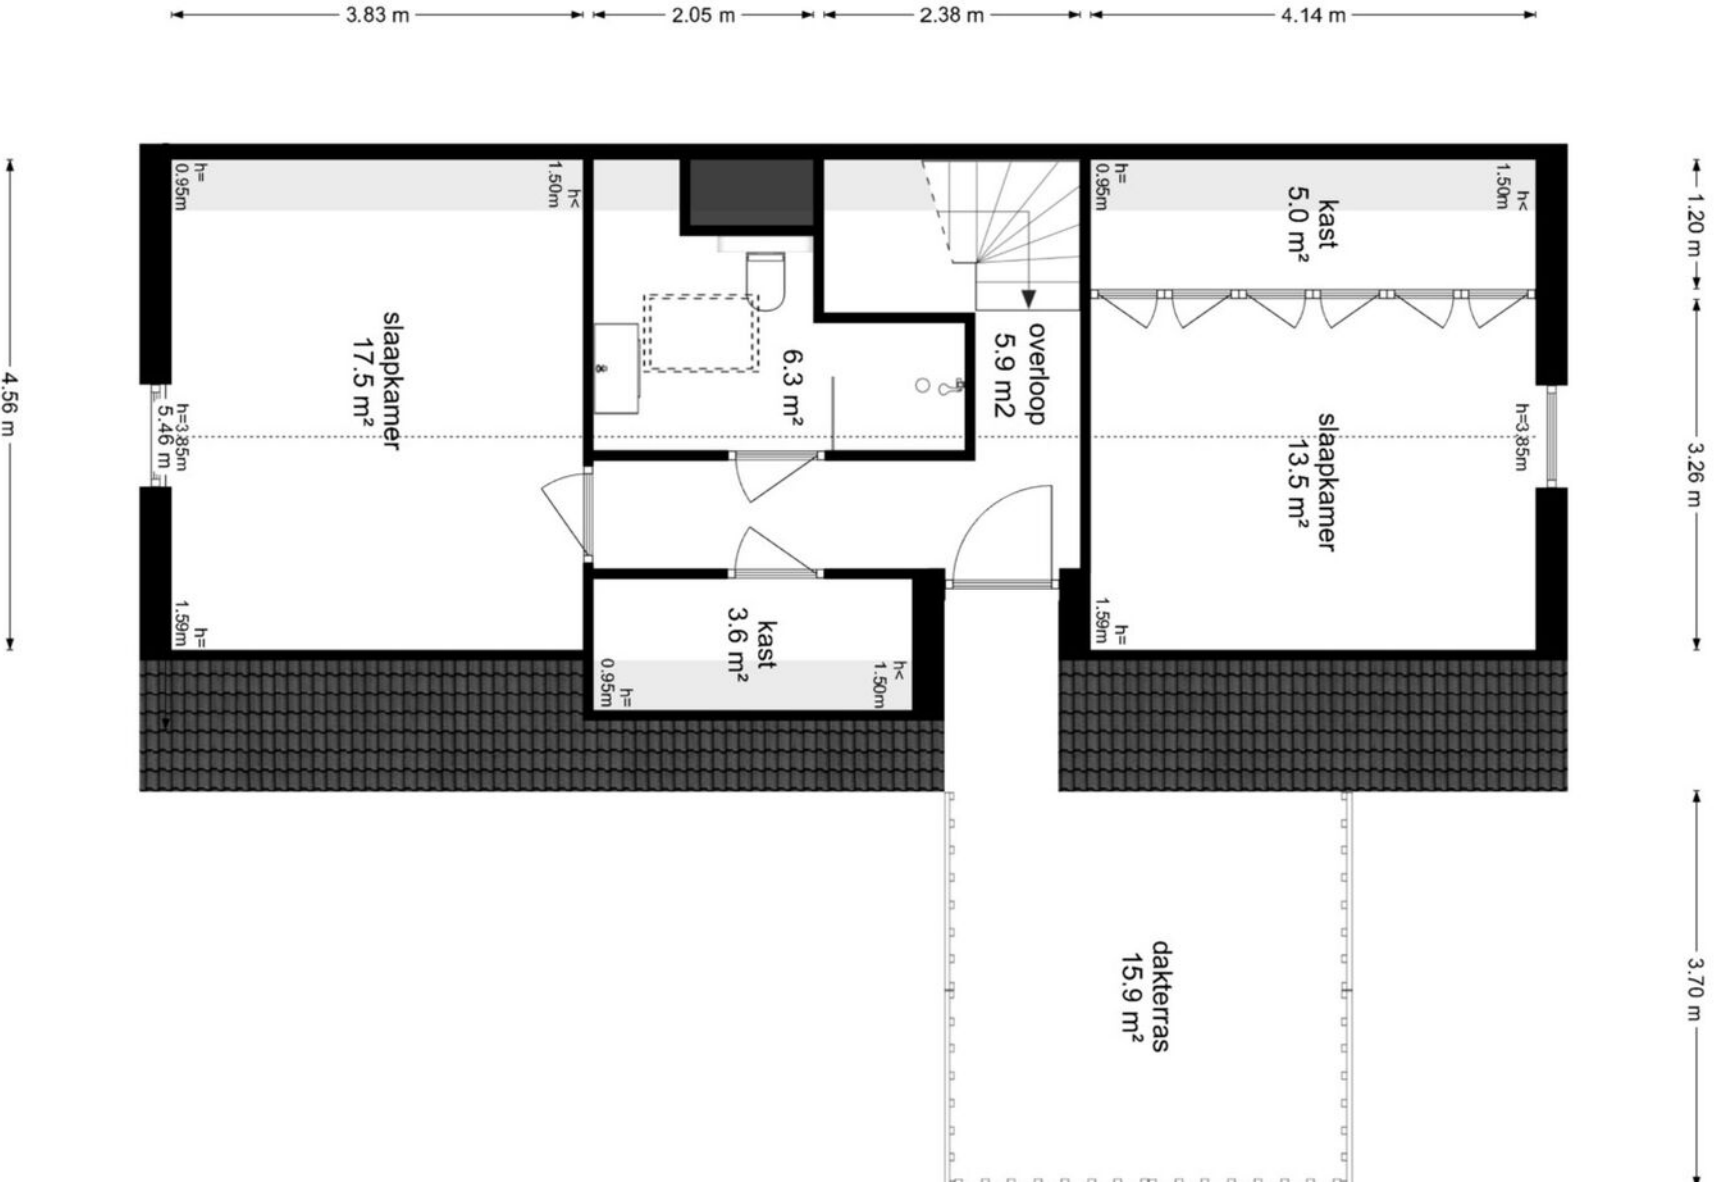 3.83 m
2.05 m
2.38 m
4.14 m
h=
0.95m
h<
1.50m
h=
0.95m
kast
5.0 m²
h<
1.50m
1.20 m
slaapkamer
17.5 m²
6.3 m²
overloop
5.9 m2
slaapkamer
13.5 m²
4.56 m
h=3.85m
5.46 m
h=3.85m
3.26 m
h=
1.59m
kast
3.6 m²
h=
0.95m
h<
1.50m
h=
1.59m
dakterras
15.9 m²
3.70 m